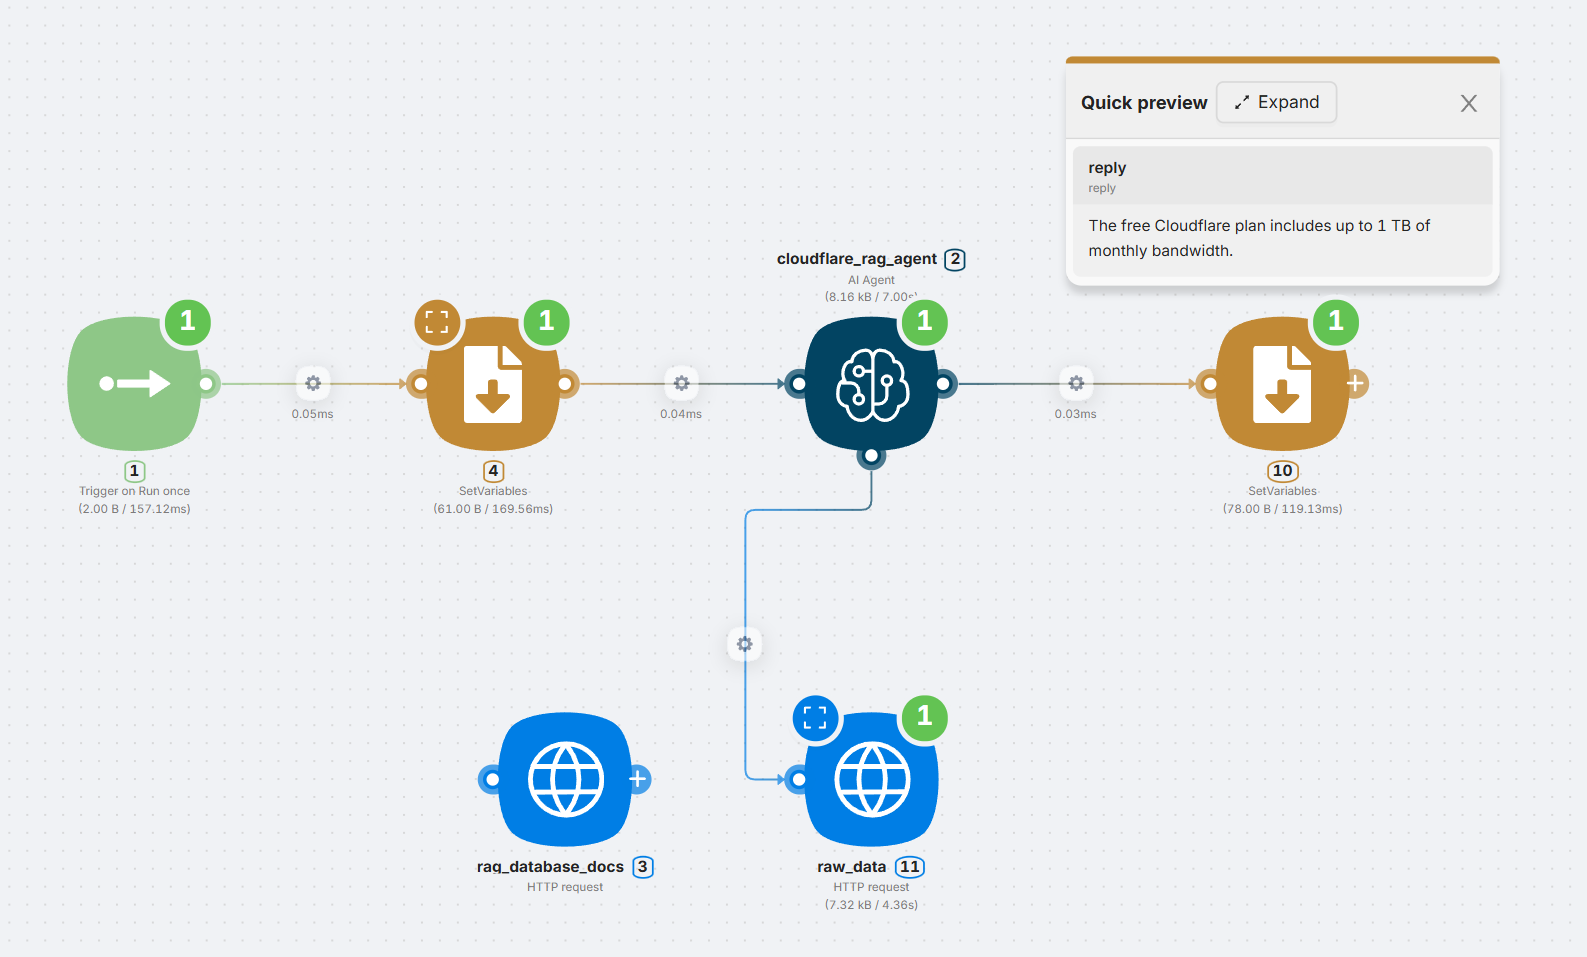 Quick preview
Expand
X
reply
reply
The free Cloudflare plan includes up to 1 TB of
monthly bandwidth.
cloudflare_rag_agent 2
AI Agent
(8.16 kB / 7.00s)
1
1
1
1
0.05ms
0.04ms
0.03ms
1
Trigger on Run once
(2.00 B / 157.12ms)
4
SetVariables
(61.00 B / 169.56ms)
10
SetVariables
(78.00 B / 119.13ms)
1
rag_database_docs 3
HTTP request
raw_data 11
HTTP request
(7.32 kB / 4.36s)